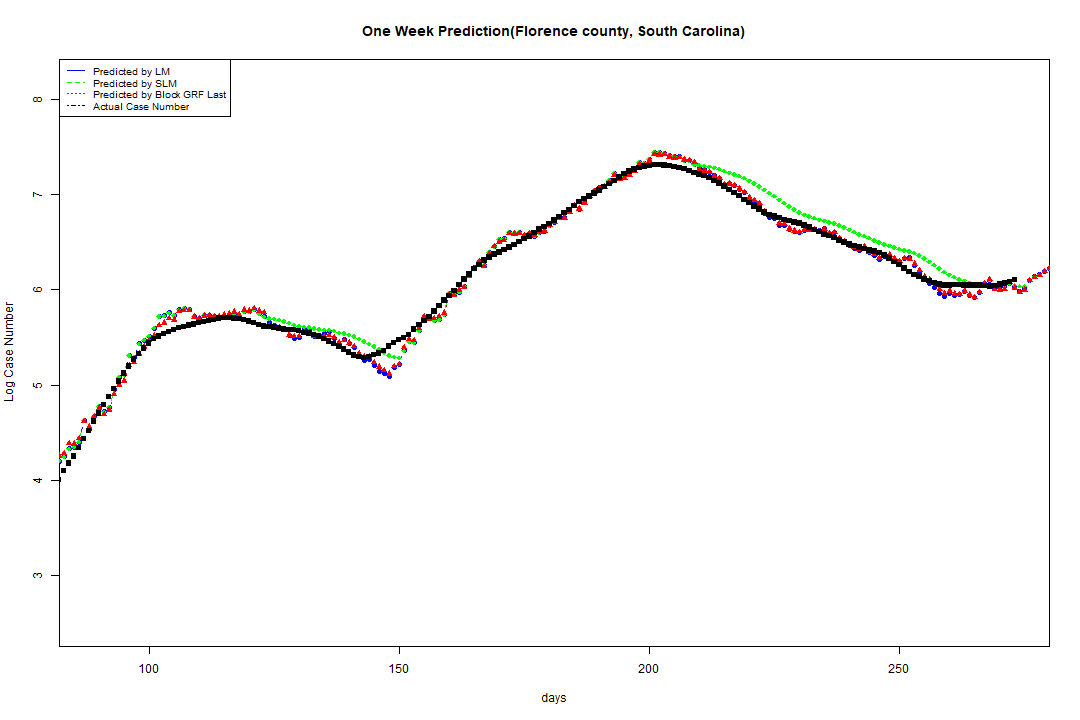 One Week Prediction(Florence county, South Carolina)
Predicted by LM
Predicted by SLM
Predicted by Block GRF Last
Actual Case Number
8
7
6
5
4
3
Log Case Number
100 150 200 250
days